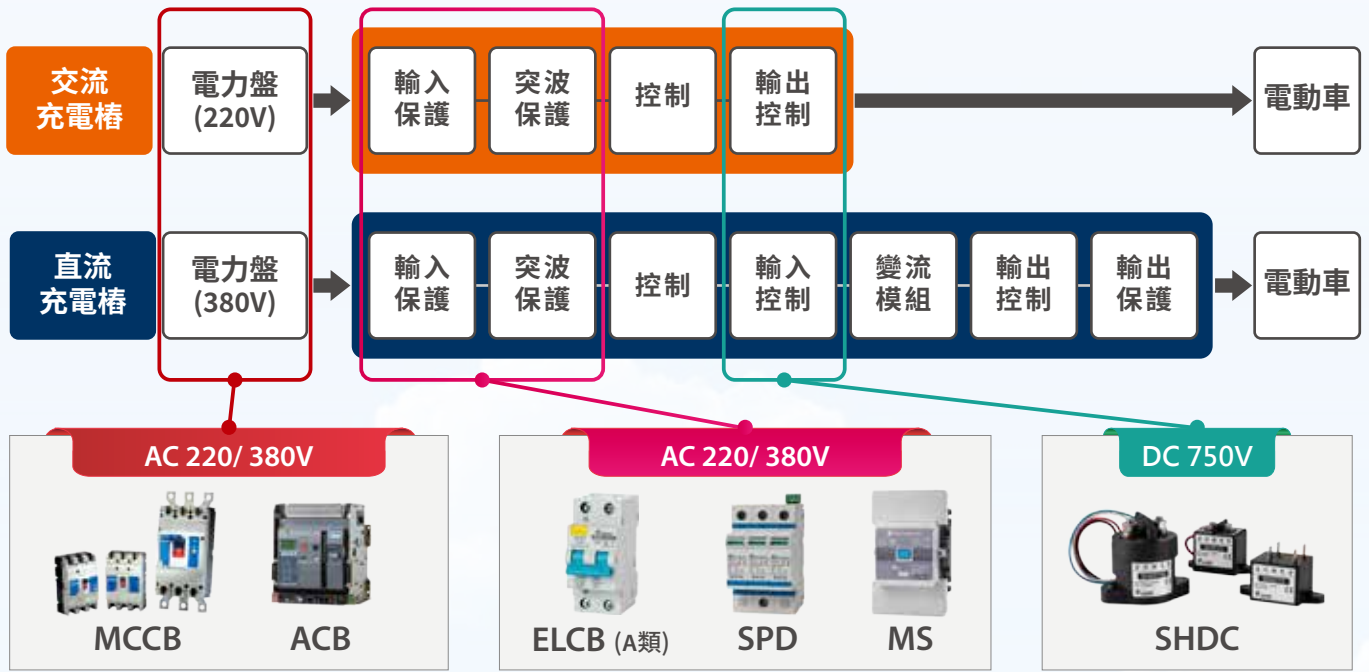 交流
充電樁
電力盤
(220V)
輸入
保護
突波
保護
控制
輸出
控制
電動車
直流
充電樁
電力盤
(380V)
輸入
保護
突波
保護
控制
輸入
控制
變流
模組
輸出
控制
輸出
保護
電動車
AC 220/ 380V
AC 220/ 380V
DC 750V
MCCB
ACB
ELCB (A類)
SPD
MS
SHDC